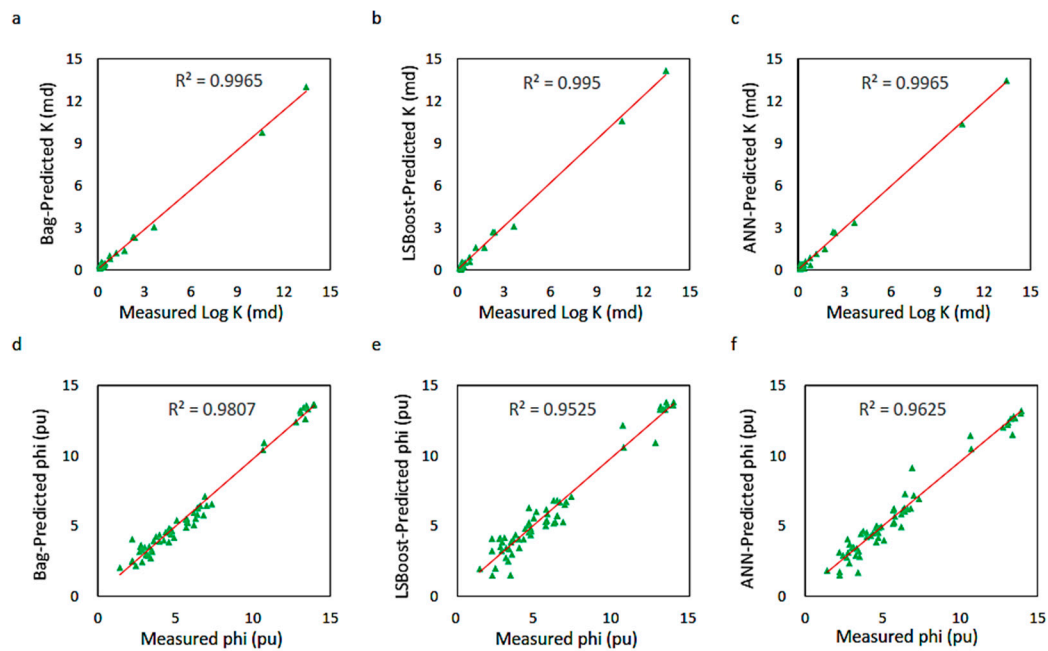 a
b
c
Bag-Predicted K (md)
15
12
9
6
3
0
R² = 0.9965
0 3 6 9 12 15
Measured Log K (md)
LSBoost-Predicted K (md)
15
12
9
6
3
0
R² = 0.995
0 3 6 9 12 15
Measured Log K (md)
ANN-Predicted K (md)
15
12
9
6
3
0
R² = 0.9965
0 3 6 9 12 15
Measured Log K (md)
d
e
f
Bag-Predicted phi (pu)
15
10
5
0
R² = 0.9807
0 5 10 15
Measured phi (pu)
LSBoost-Predicted phi (pu)
15
10
5
0
R² = 0.9525
0 5 10 15
Measured phi (pu)
ANN-Predicted phi (pu)
15
10
5
0
R² = 0.9625
0 5 10 15
Measured phi (pu)